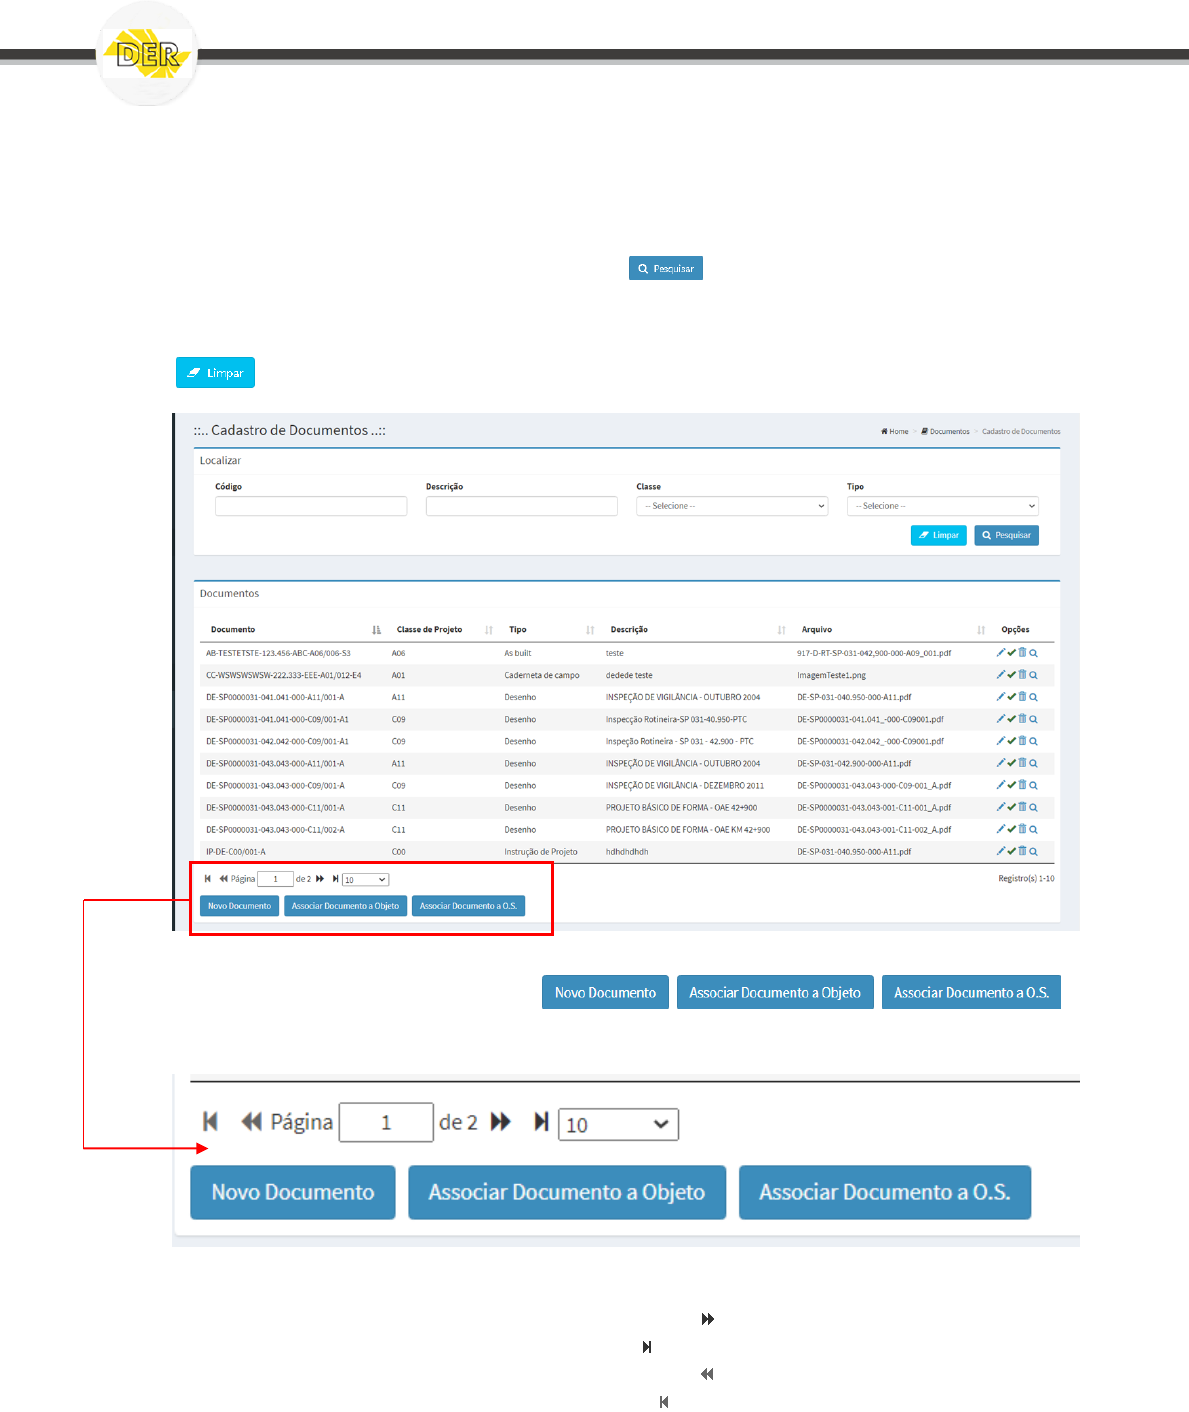 DER
Pesquisar
Limpar
::.. Cadastro de Documentos ..::
Home > Documentos > Cadastro de Documentos
Localizar
Código Descrição Classe Tipo
-- Selecione -- -- Selecione --
Limpar Pesquisar
Documentos
Documento Classe de Projeto Tipo Descrição Arquivo Opções
AB-TESTETSTE-123.456-ABC-A06/006-S3 A06 As built teste 917-D-RT-SP-031-042,900-000-A09_001.pdf
CC-WSWSWSWSW-222.333-EEE-A01/012-E4 A01 Caderneta de campo dedede teste ImagemTeste1.png
DE-SP0000031-041.041-000-A11/001-A A11 Desenho INSPEÇÃO DE VIGILÂNCIA - OUTUBRO 2004 DE-SP-031-040.950-000-A11.pdf
DE-SP0000031-041.041-000-C09/001-A1 C09 Desenho Inspecção Rotineira-SP 031-40.950-PTC DE-SP0000031-041.041_-000-C09001.pdf
DE-SP0000031-042.042-000-C09/001-A1 C09 Desenho Inspeção Rotineira - SP 031 - 42.900 - PTC DE-SP0000031-042.042_-000-C09001.pdf
DE-SP0000031-043.043-000-A11/001-A A11 Desenho INSPEÇÃO DE VIGILÂNCIA - OUTUBRO 2004 DE-SP-031-042.900-000-A11.pdf
DE-SP0000031-043.043-000-C09/001-A C09 Desenho INSPEÇÃO DE VIGILÂNCIA - DEZEMBRO 2011 DE-SP0000031-043.043-000-C09-001_A.pdf
DE-SP0000031-043.043-000-C11/001-A C11 Desenho PROJETO BÁSICO DE FORMA - OAE 42+900 DE-SP0000031-043.043-001-C11-001_A.pdf
DE-SP0000031-043.043-000-C11/002-A C11 Desenho PROJETO BÁSICO DE FORMA - OAE KM 42+900 DE-SP0000031-043.043-001-C11-002_A.pdf
IP-DE-C00/001-A C00 Instrução de Projeto hdhdhdhdh DE-SP-031-040.950-000-A11.pdf
Página 1 de 2 10 Registro(s) 1-10
Novo Documento Associar Documento a Objeto Associar Documento a O.S.
Novo Documento Associar Documento a Objeto Associar Documento a O.S.
Página 1 de 2 10
Novo Documento Associar Documento a Objeto Associar Documento a O.S.